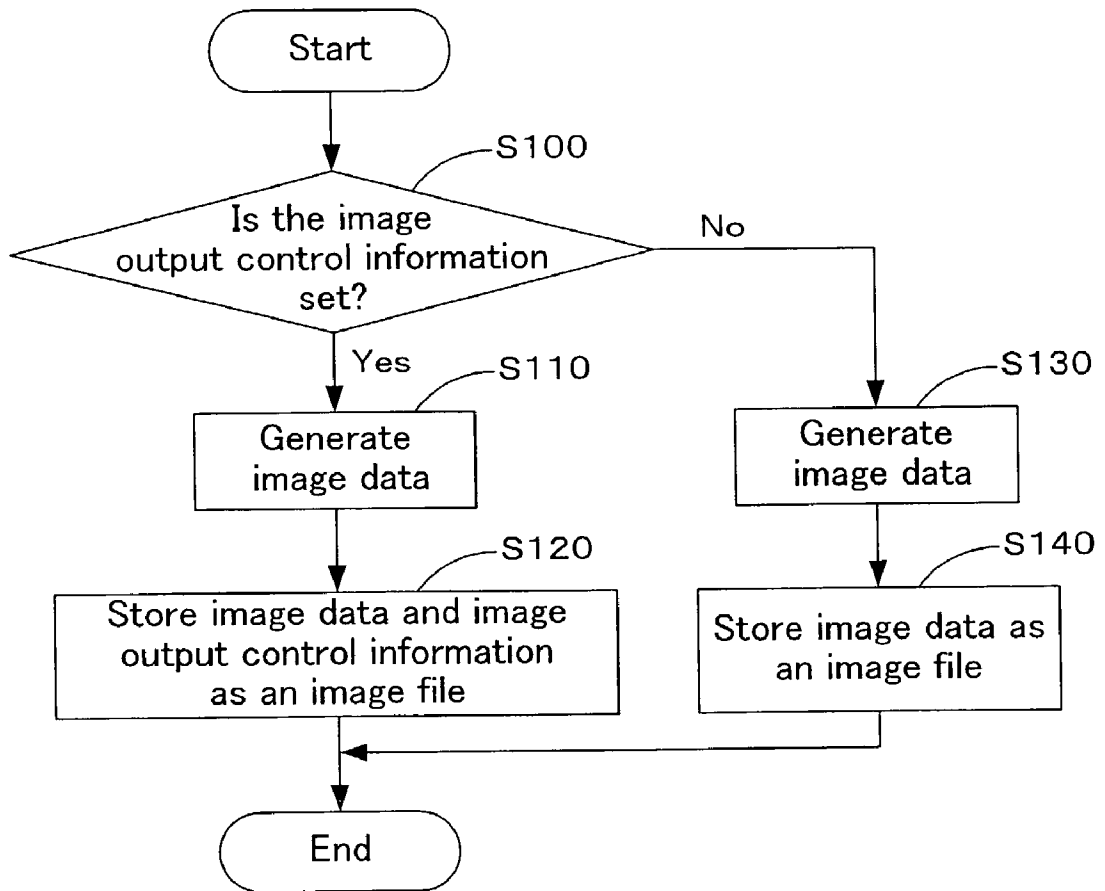 Start
S100
Is the image
output control information
set?
No
Yes
S110
Generate
image data
S130
Generate
image data
S120
Store image data and image
output control information
as an image file
S140
Store image data as
an image file
End